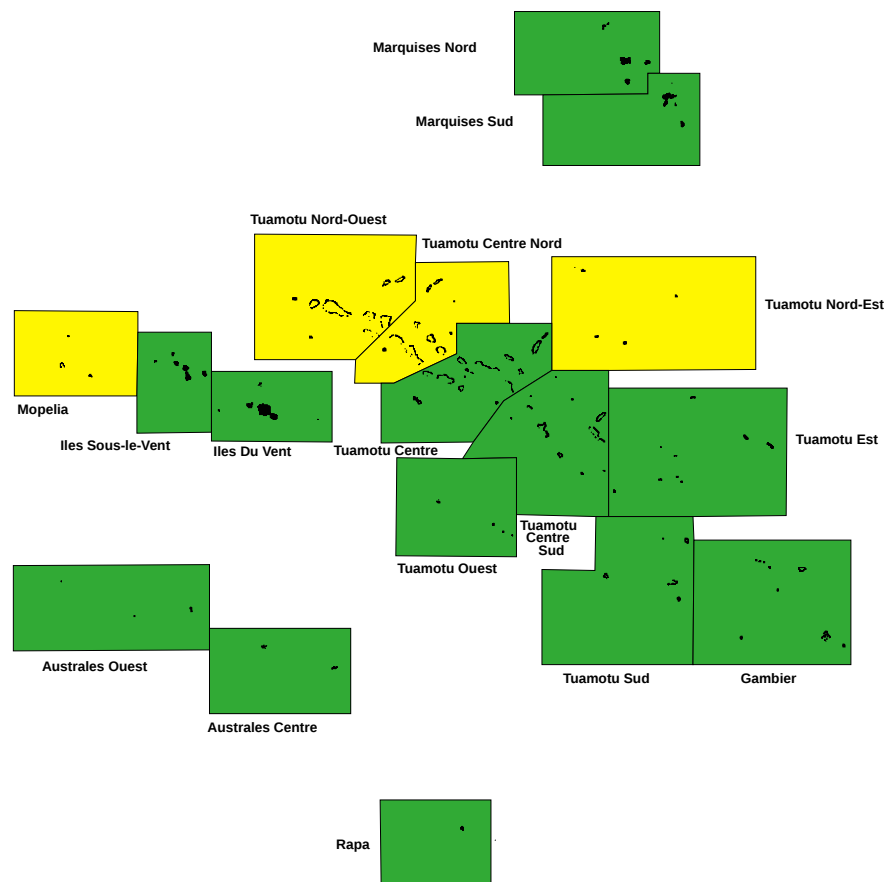 Marquises Nord
Marquises Sud
Tuamotu Nord-Ouest
Tuamotu Centre Nord
Tuamotu Nord-Est
Mopelia
Iles Sous-le-Vent
Iles Du Vent
Tuamotu Centre
Tuamotu Est
Tuamotu
Centre
Sud
Tuamotu Ouest
Australes Ouest
Tuamotu Sud
Gambier
Australes Centre
Rapa